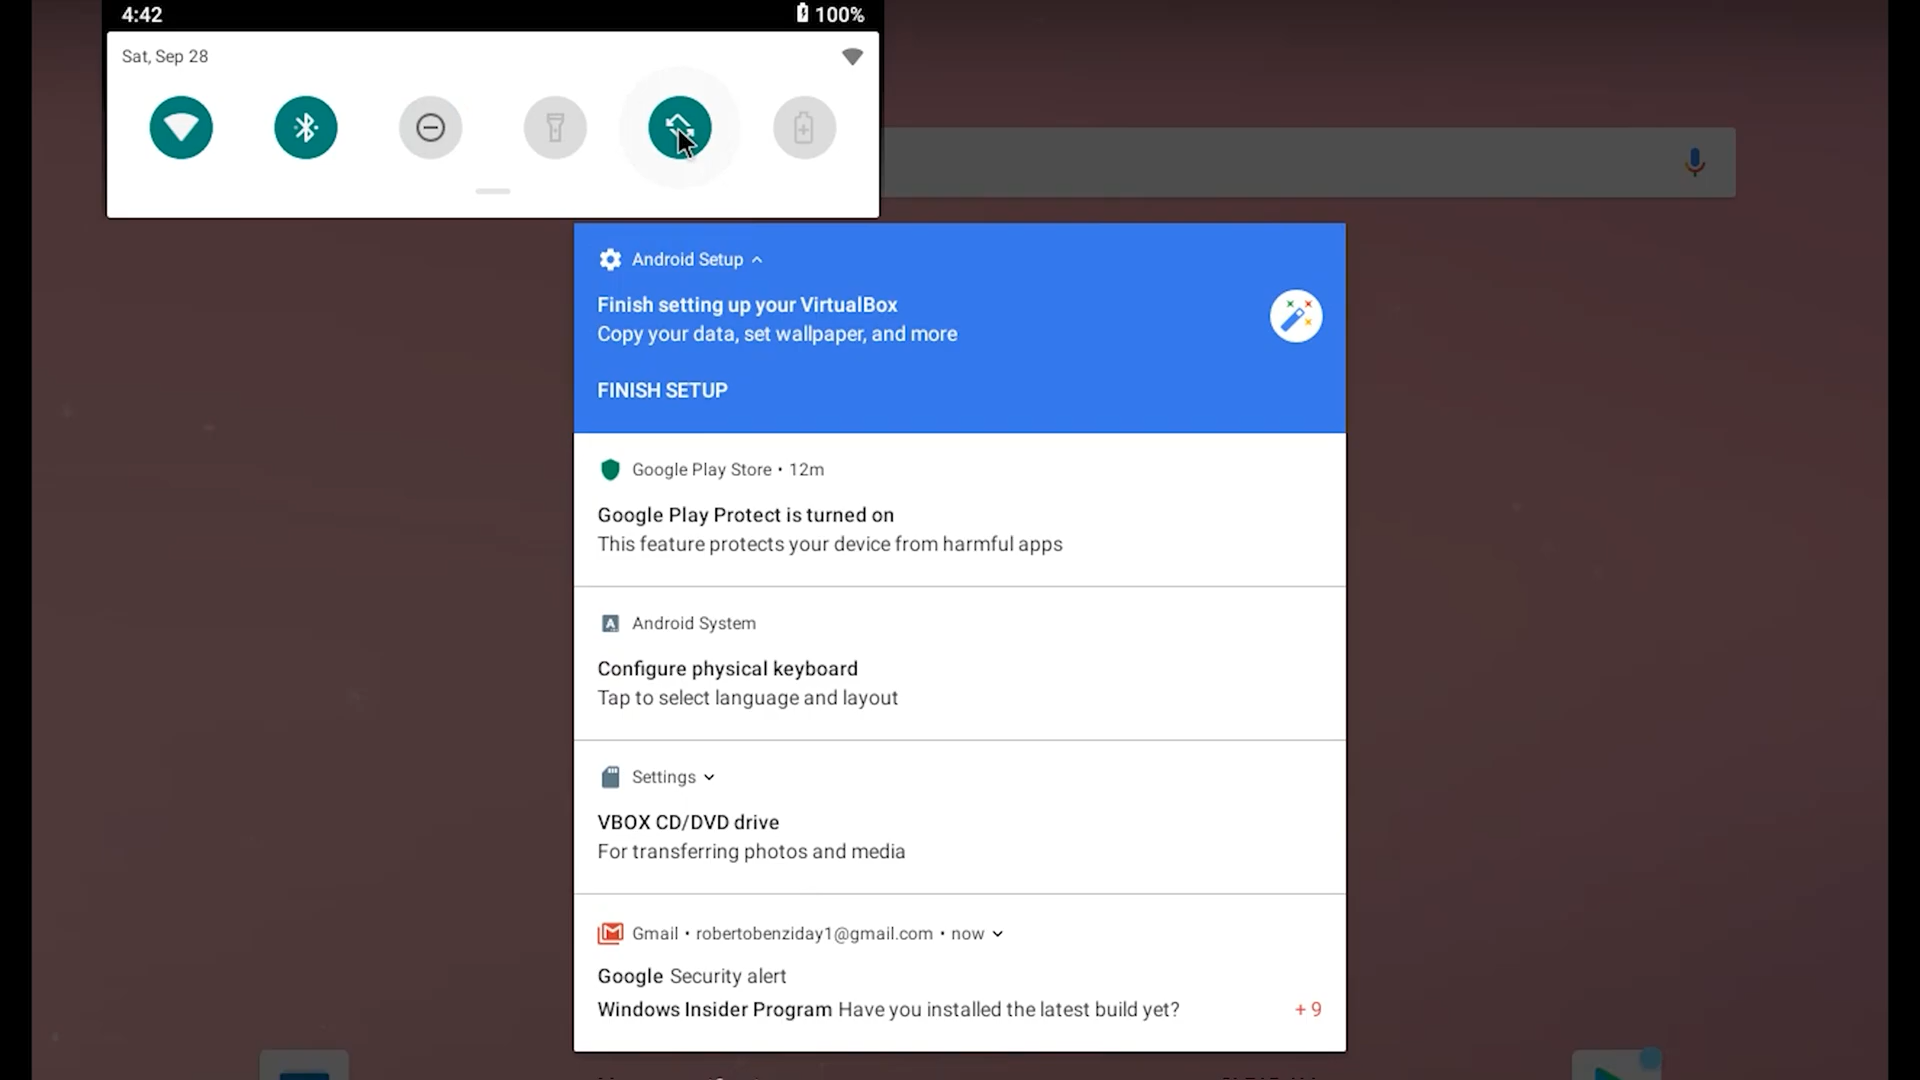 4:42
100%
Sat, Sep 28
Android Setup
Finish setting up your VirtualBox
Copy your data, set wallpaper, and more
FINISH SETUP
Google Play Store • 12m
Google Play Protect is turned on
This feature protects your device from harmful apps
Android System
Configure physical keyboard
Tap to select language and layout
Settings
VBOX CD/DVD drive
For transferring photos and media
Gmail • robertobenziday1@gmail.com • now
Google Security alert
Windows Insider Program Have you installed the latest build yet? + 9